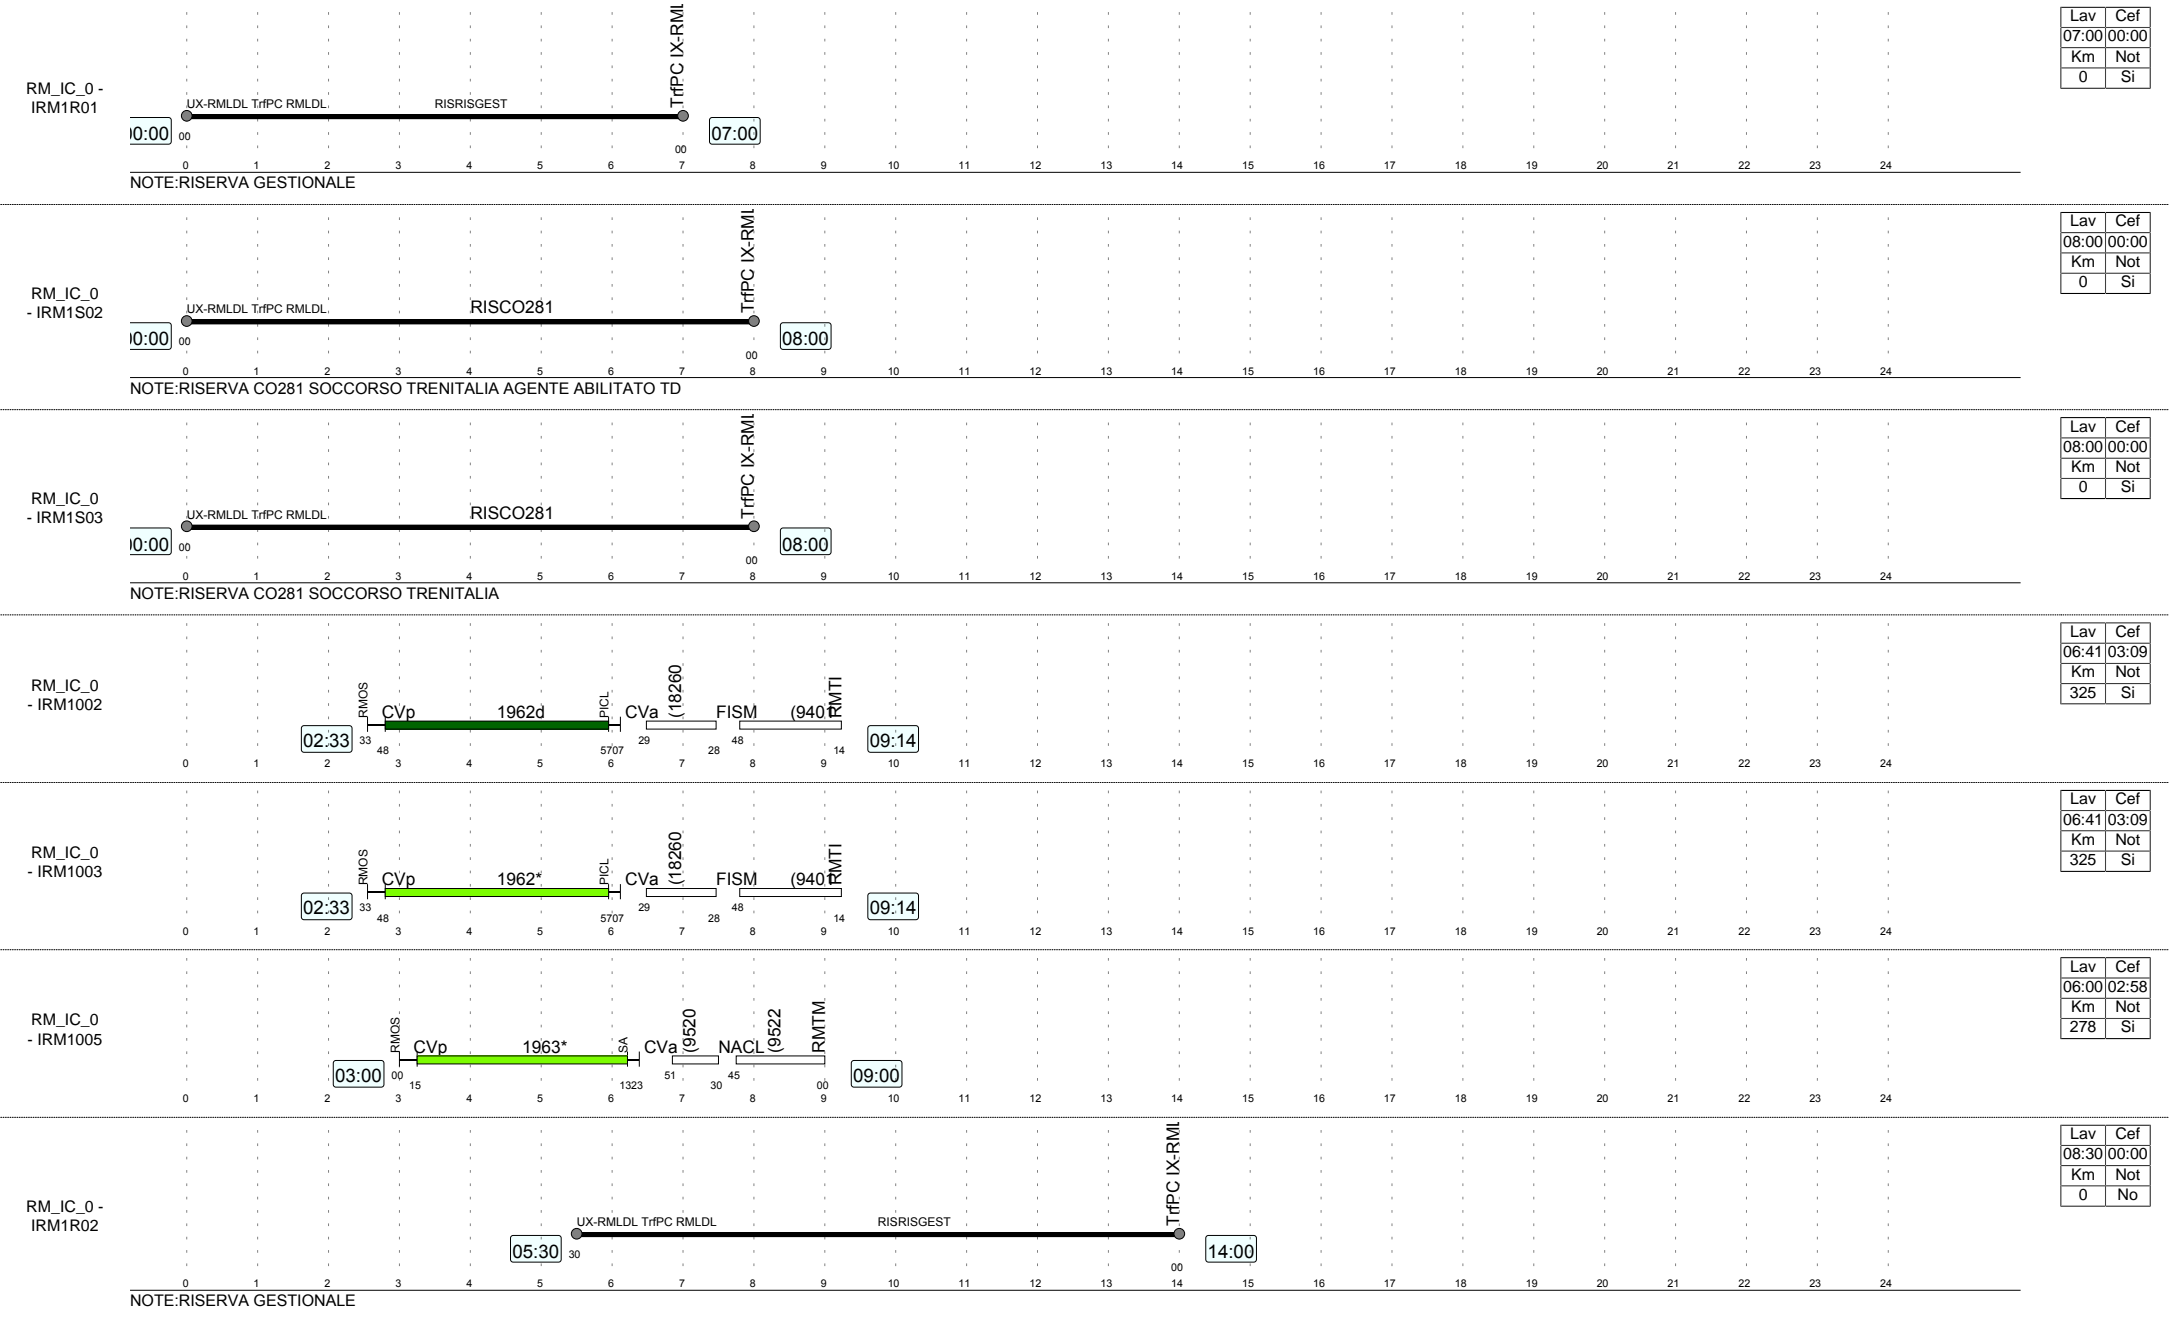 RM_IC_0 -
IRM1R01
UX-RMLDL TrfPC RMLDL
RISRISGEST
TrfPC IX-RML
00:00
00
07:00
00
0 1 2 3 4 5 6 7 8 9 10 11 12 13 14 15 16 17 18 19 20 21 22 23 24
NOTE:RISERVA GESTIONALE
Lav Cef
07:00 00:00
Km Not
0 Si
RM_IC_0
- IRM1S02
UX-RMLDL TrfPC RMLDL
RISCO281
TrfPC IX-RML
00:00
00
08:00
00
0 1 2 3 4 5 6 7 8 9 10 11 12 13 14 15 16 17 18 19 20 21 22 23 24
NOTE:RISERVA CO281 SOCCORSO TRENITALIA AGENTE ABILITATO TD
Lav Cef
08:00 00:00
Km Not
0 Si
RM_IC_0
- IRM1S03
UX-RMLDL TrfPC RMLDL
RISCO281
TrfPC IX-RML
00:00
00
08:00
00
0 1 2 3 4 5 6 7 8 9 10 11 12 13 14 15 16 17 18 19 20 21 22 23 24
NOTE:RISERVA CO281 SOCCORSO TRENITALIA
Lav Cef
08:00 00:00
Km Not
0 Si
RM_IC_0
- IRM1002
RMOS
CVp 1962d
PICL
CVa
(18260
FISM
(9401
RMTI
02:33
33 48 57 07 29 28 48 14
09:14
0 1 2 3 4 5 6 7 8 9 10 11 12 13 14 15 16 17 18 19 20 21 22 23 24
Lav Cef
06:41 03:09
Km Not
325 Si
RM_IC_0
- IRM1003
RMOS
CVp 1962*
PICL
CVa
(18260
FISM
(9401
RMTI
02:33
33 48 57 07 29 28 48 14
09:14
0 1 2 3 4 5 6 7 8 9 10 11 12 13 14 15 16 17 18 19 20 21 22 23 24
Lav Cef
06:41 03:09
Km Not
325 Si
RM_IC_0
- IRM1005
RMOS
CVp 1963*
SA
CVa
(9520
NACL
(9522
RMTM
03:00
00 15 13 23 51 30 45 00
09:00
0 1 2 3 4 5 6 7 8 9 10 11 12 13 14 15 16 17 18 19 20 21 22 23 24
Lav Cef
06:00 02:58
Km Not
278 Si
RM_IC_0 -
IRM1R02
UX-RMLDL TrfPC RMLDL
RISRISGEST
TrfPC IX-RML
05:30
30
14:00
00
0 1 2 3 4 5 6 7 8 9 10 11 12 13 14 15 16 17 18 19 20 21 22 23 24
NOTE:RISERVA GESTIONALE
Lav Cef
08:30 00:00
Km Not
0 No